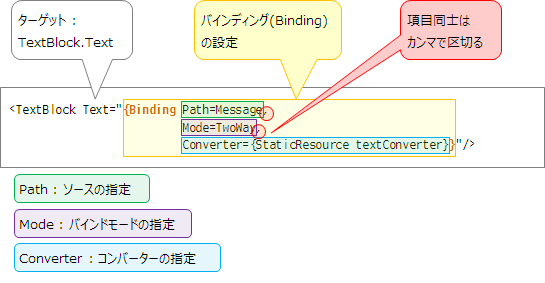 ターゲット：
TextBlock.Text
バインディング(Binding)
の設定
項目同士は
カンマで区切る
<TextBlock Text="{Binding Path=Message,
Mode=TwoWay,
Converter={StaticResource textConverter}}"/>
Path：ソースの指定
Mode：バインドモードの指定
Converter：コンバーターの指定